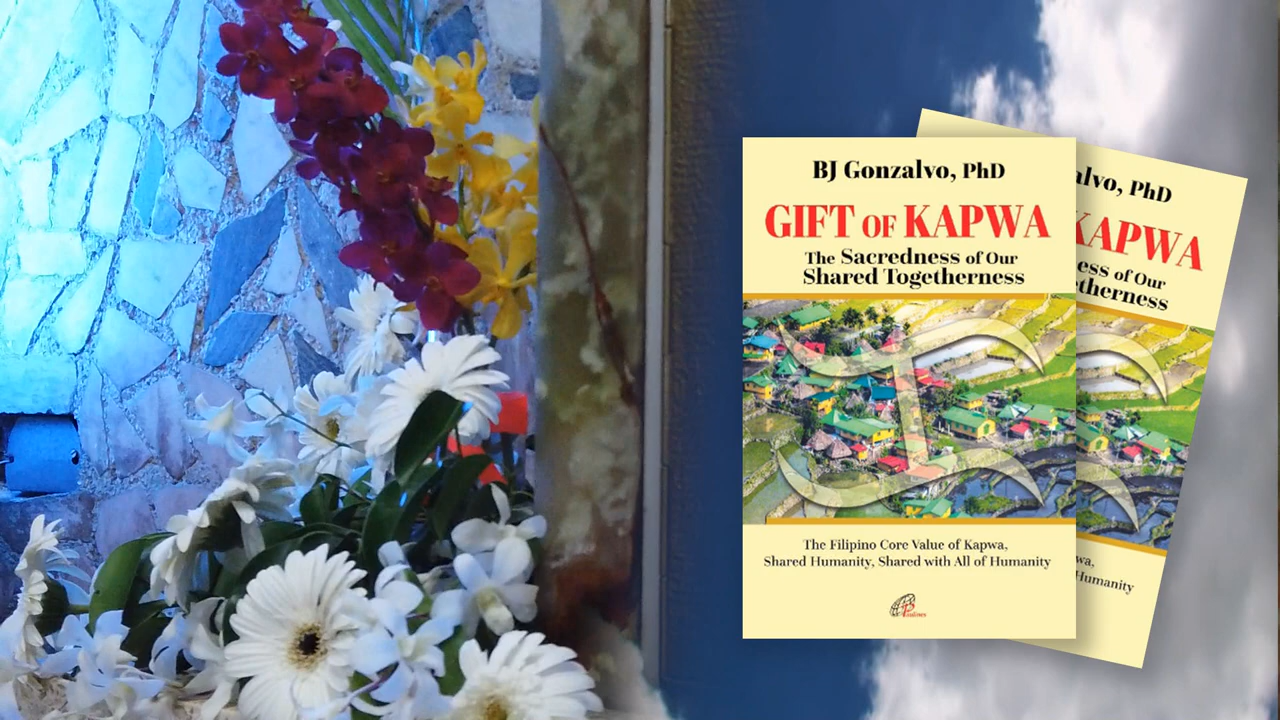 BJ Gonzalvo, PhD
GIFT OF KAPWA
The Sacredness of Our
Shared Togetherness
The Filipino Core Value of Kapwa,
Shared Humanity, Shared with All of Humanity
Paulines
alvo, PhD
KAPWA
ess of Our
etherness
wa,
Humanity